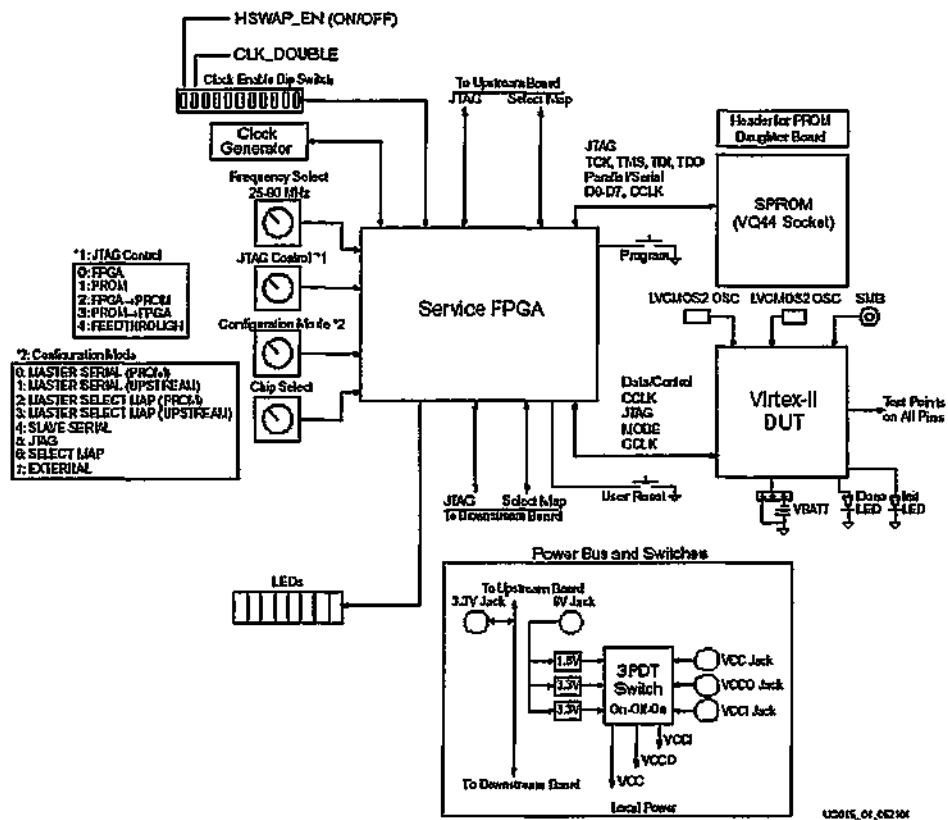 HSWAP_EN (ON/OFF)
CLK_DOUBLE
Clock Enable Dip Switch
Clock
Generator
Frequency Select
25-80 MHz
JTAG Control *1
Configuration Mode *2
Chip Select
*1: JTAG Control
0: FPGA
1: PROM
2: FPGA→PROM
3: PROM→FPGA
4: FEEDTHROUGH
*2: Configuration Mode
0: MASTER SERIAL (PROM)
1: MASTER SERIAL (UPSTREAM)
2: MASTER SELECT MAP (PROM)
3: MASTER SELECT MAP (UPSTREAM)
4: SLAVE SERIAL
5: JTAG
6: SELECT MAP
7: EXTERNAL
To Upstream Board
JTAG Select Map
Service FPGA
JTAG
TCK, TMS, TDI, TDO
Parallel/Serial
D0-D7, CCLK
Program
Header for PROM
Daughter Board
SPROM
(VQ44 Socket)
LVCMOS2 OSC
LVCMOS2 OSC
SMB
Data/Control
CCLK
JTAG
MODE
GCLK
Virtex-II
DUT
Test Points
on All Pins
User Reset
VBATT
Done
LED
Init
LED
JTAG Select Map
To Downstream Board
LEDs
Power Bus and Switches
To Upstream Board
3.3V Jack
5V Jack
1.5V
3.3V
3.3V
3PDT
Switch
On-Off-On
VCC Jack
VCCO Jack
VCCI Jack
VCCI
VCCO
VCC
To Downstream Board
Local Power